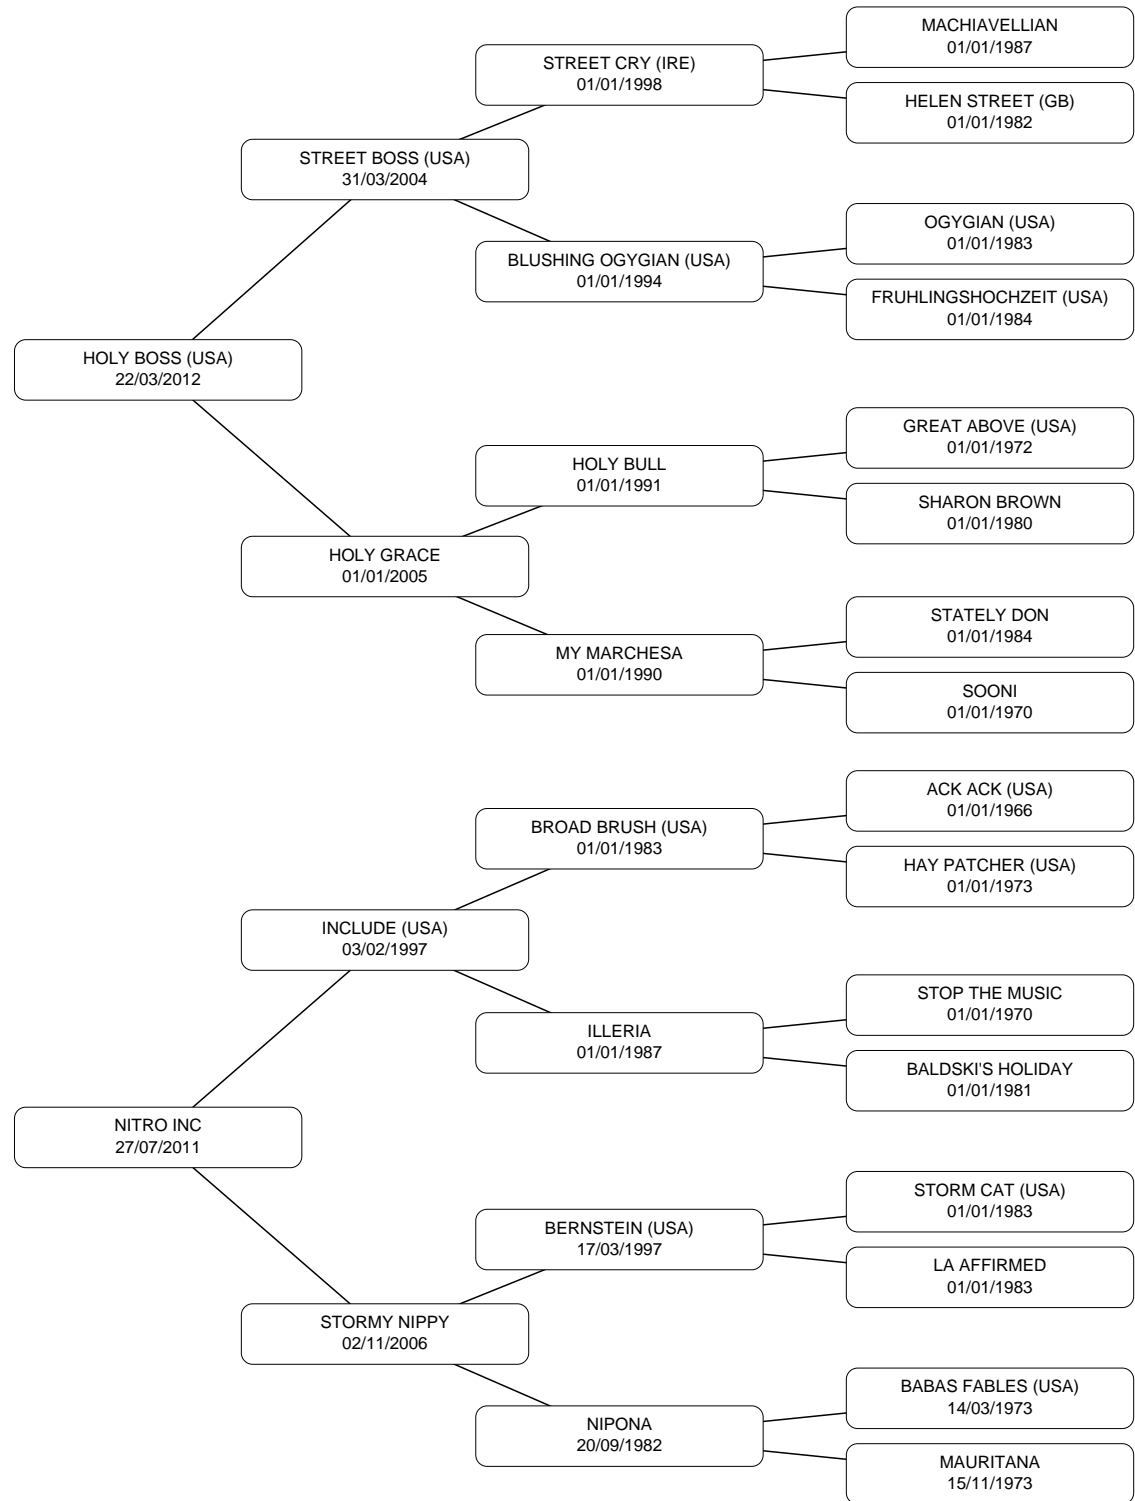 MACHIAVELLIAN
01/01/1987
STREET CRY (IRE)
01/01/1998
HELEN STREET (GB)
01/01/1982
STREET BOSS (USA)
31/03/2004
OGYGIAN (USA)
01/01/1983
BLUSHING OGYGIAN (USA)
01/01/1994
FRUHLINGSHOCHZEIT (USA)
01/01/1984
HOLY BOSS (USA)
22/03/2012
GREAT ABOVE (USA)
01/01/1972
HOLY BULL
01/01/1991
SHARON BROWN
01/01/1980
HOLY GRACE
01/01/2005
STATELY DON
01/01/1984
MY MARCHESA
01/01/1990
SOONI
01/01/1970
ACK ACK (USA)
01/01/1966
BROAD BRUSH (USA)
01/01/1983
HAY PATCHER (USA)
01/01/1973
INCLUDE (USA)
03/02/1997
STOP THE MUSIC
01/01/1970
ILLERIA
01/01/1987
BALDSKI'S HOLIDAY
01/01/1981
NITRO INC
27/07/2011
STORM CAT (USA)
01/01/1983
BERNSTEIN (USA)
17/03/1997
LA AFFIRMED
01/01/1983
STORMY NIPPY
02/11/2006
BABAS FABLES (USA)
14/03/1973
NIPONA
20/09/1982
MAURITANA
15/11/1973